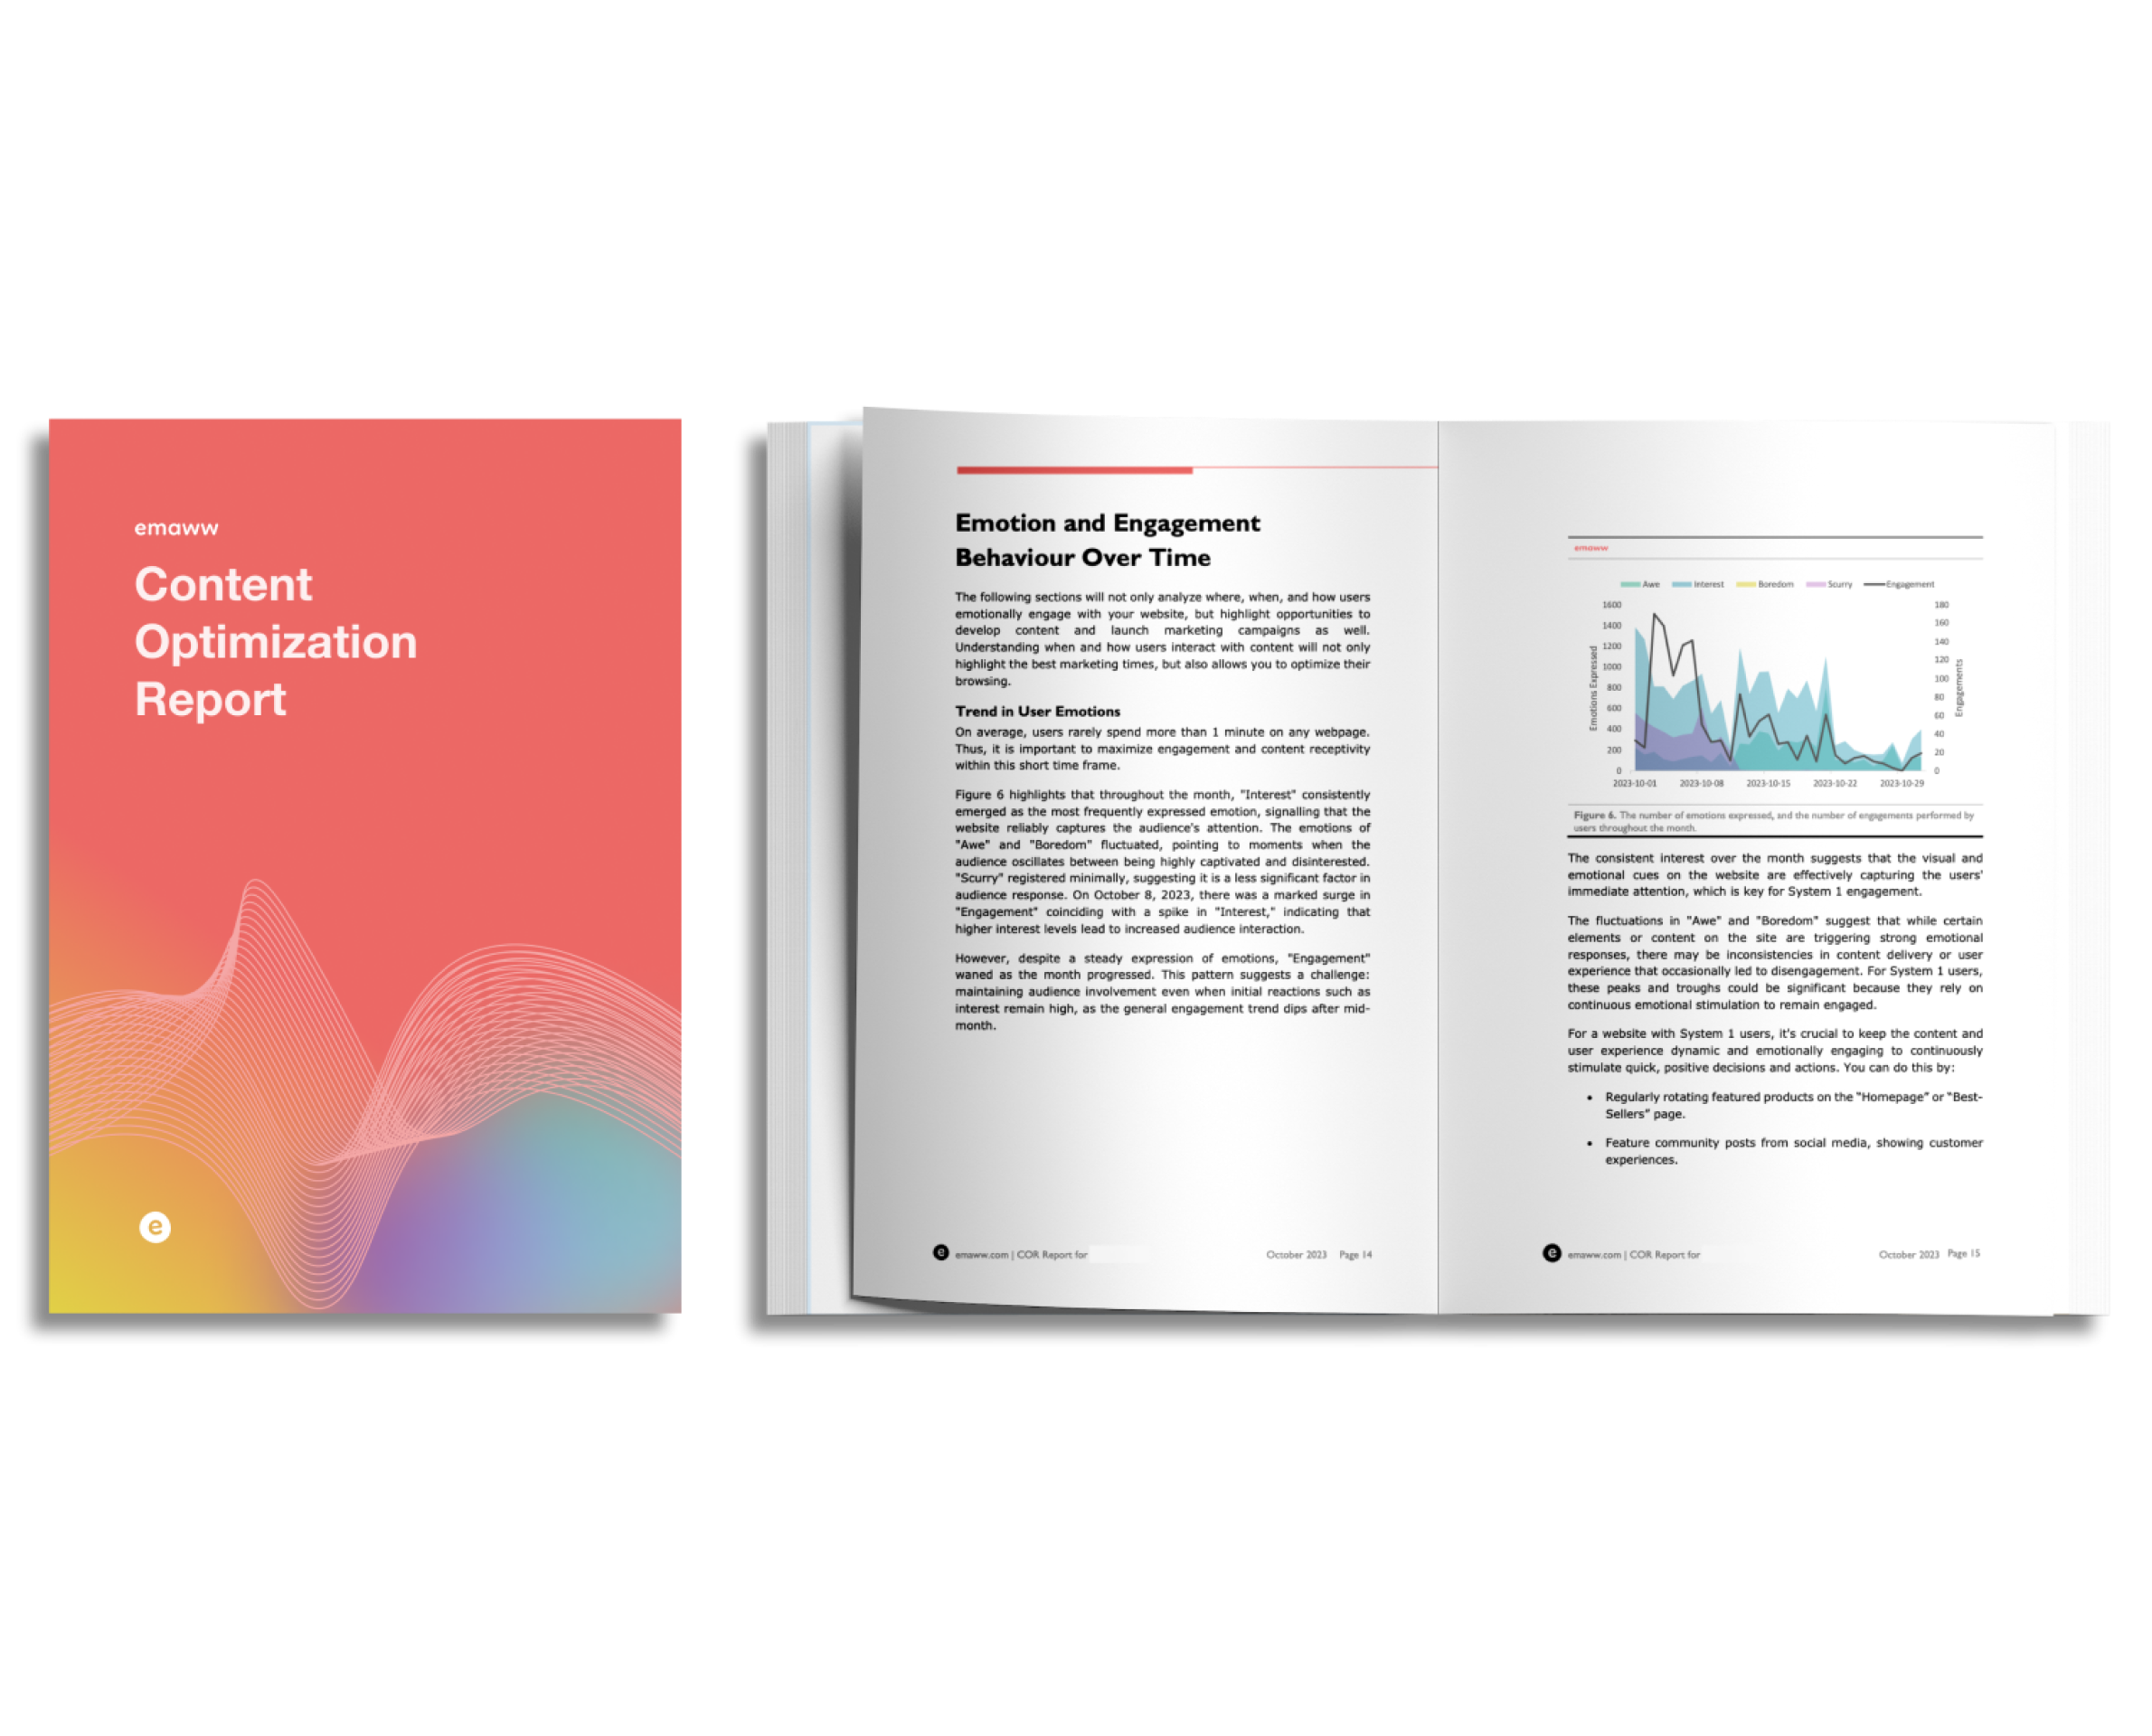 emaww
Content
Optimization
Report
e
Emotion and Engagement
Behaviour Over Time
The following sections will not only analyze where, when, and how users
emotionally engage with your website, but highlight opportunities to
develop content and launch marketing campaigns as well.
Understanding when and how users interact with content will not only
highlight the best marketing times, but also allows you to optimize their
browsing.
Trend in User Emotions
On average, users rarely spend more than 1 minute on any webpage.
Thus, it is important to maximize engagement and content receptivity
within this short time frame.
Figure 6 highlights that throughout the month, "Interest" consistently
emerged as the most frequently expressed emotion, signalling that the
website reliably captures the audience's attention. The emotions of
"Awe" and "Boredom" fluctuated, pointing to moments when the
audience oscillates between being highly captivated and disinterested.
"Scurry" registered minimally, suggesting it is a less significant factor in
audience response. On October 8, 2023, there was a marked surge in
"Engagement" coinciding with a spike in "Interest," indicating that
higher interest levels lead to increased audience interaction.
However, despite a steady expression of emotions, "Engagement"
waned as the month progressed. This pattern suggests a challenge:
maintaining audience involvement even when initial reactions such as
interest remain high, as the general engagement trend dips after mid-
month.
e emaww.com | COR Report for
October 2023 Page 14
emaww
Awe Interest Boredom Scurry Engagement
Emotions Expressed
1600
1400
1200
1000
800
600
400
200
0
180
160
140
120
100
80
60
40
20
0
Engagements
2023-10-01 2023-10-08 2023-10-15 2023-10-22 2023-10-29
Figure 6. The number of emotions expressed, and the number of engagements performed by
users throughout the month.
The consistent interest over the month suggests that the visual and
emotional cues on the website are effectively capturing the users'
immediate attention, which is key for System 1 engagement.
The fluctuations in "Awe" and "Boredom" suggest that while certain
elements or content on the site are triggering strong emotional
responses, there may be inconsistencies in content delivery or user
experience that occasionally led to disengagement. For System 1 users,
these peaks and troughs could be significant because they rely on
continuous emotional stimulation to remain engaged.
For a website with System 1 users, it's crucial to keep the content and
user experience dynamic and emotionally engaging to continuously
stimulate quick, positive decisions and actions. You can do this by:
• Regularly rotating featured products on the “Homepage” or “Best-
Sellers” page.
• Feature community posts from social media, showing customer
experiences.
e emaww.com | COR Report for
October 2023 Page 15